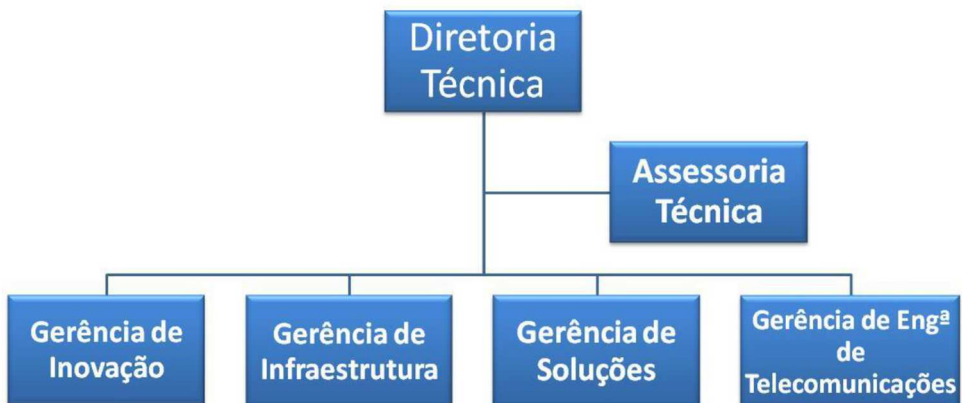 Diretoria
Técnica
Assessoria
Técnica
Gerência de
Inovação
Gerência de
Infraestrutura
Gerência de
Soluções
Gerência de Engª
de
Telecomunicações